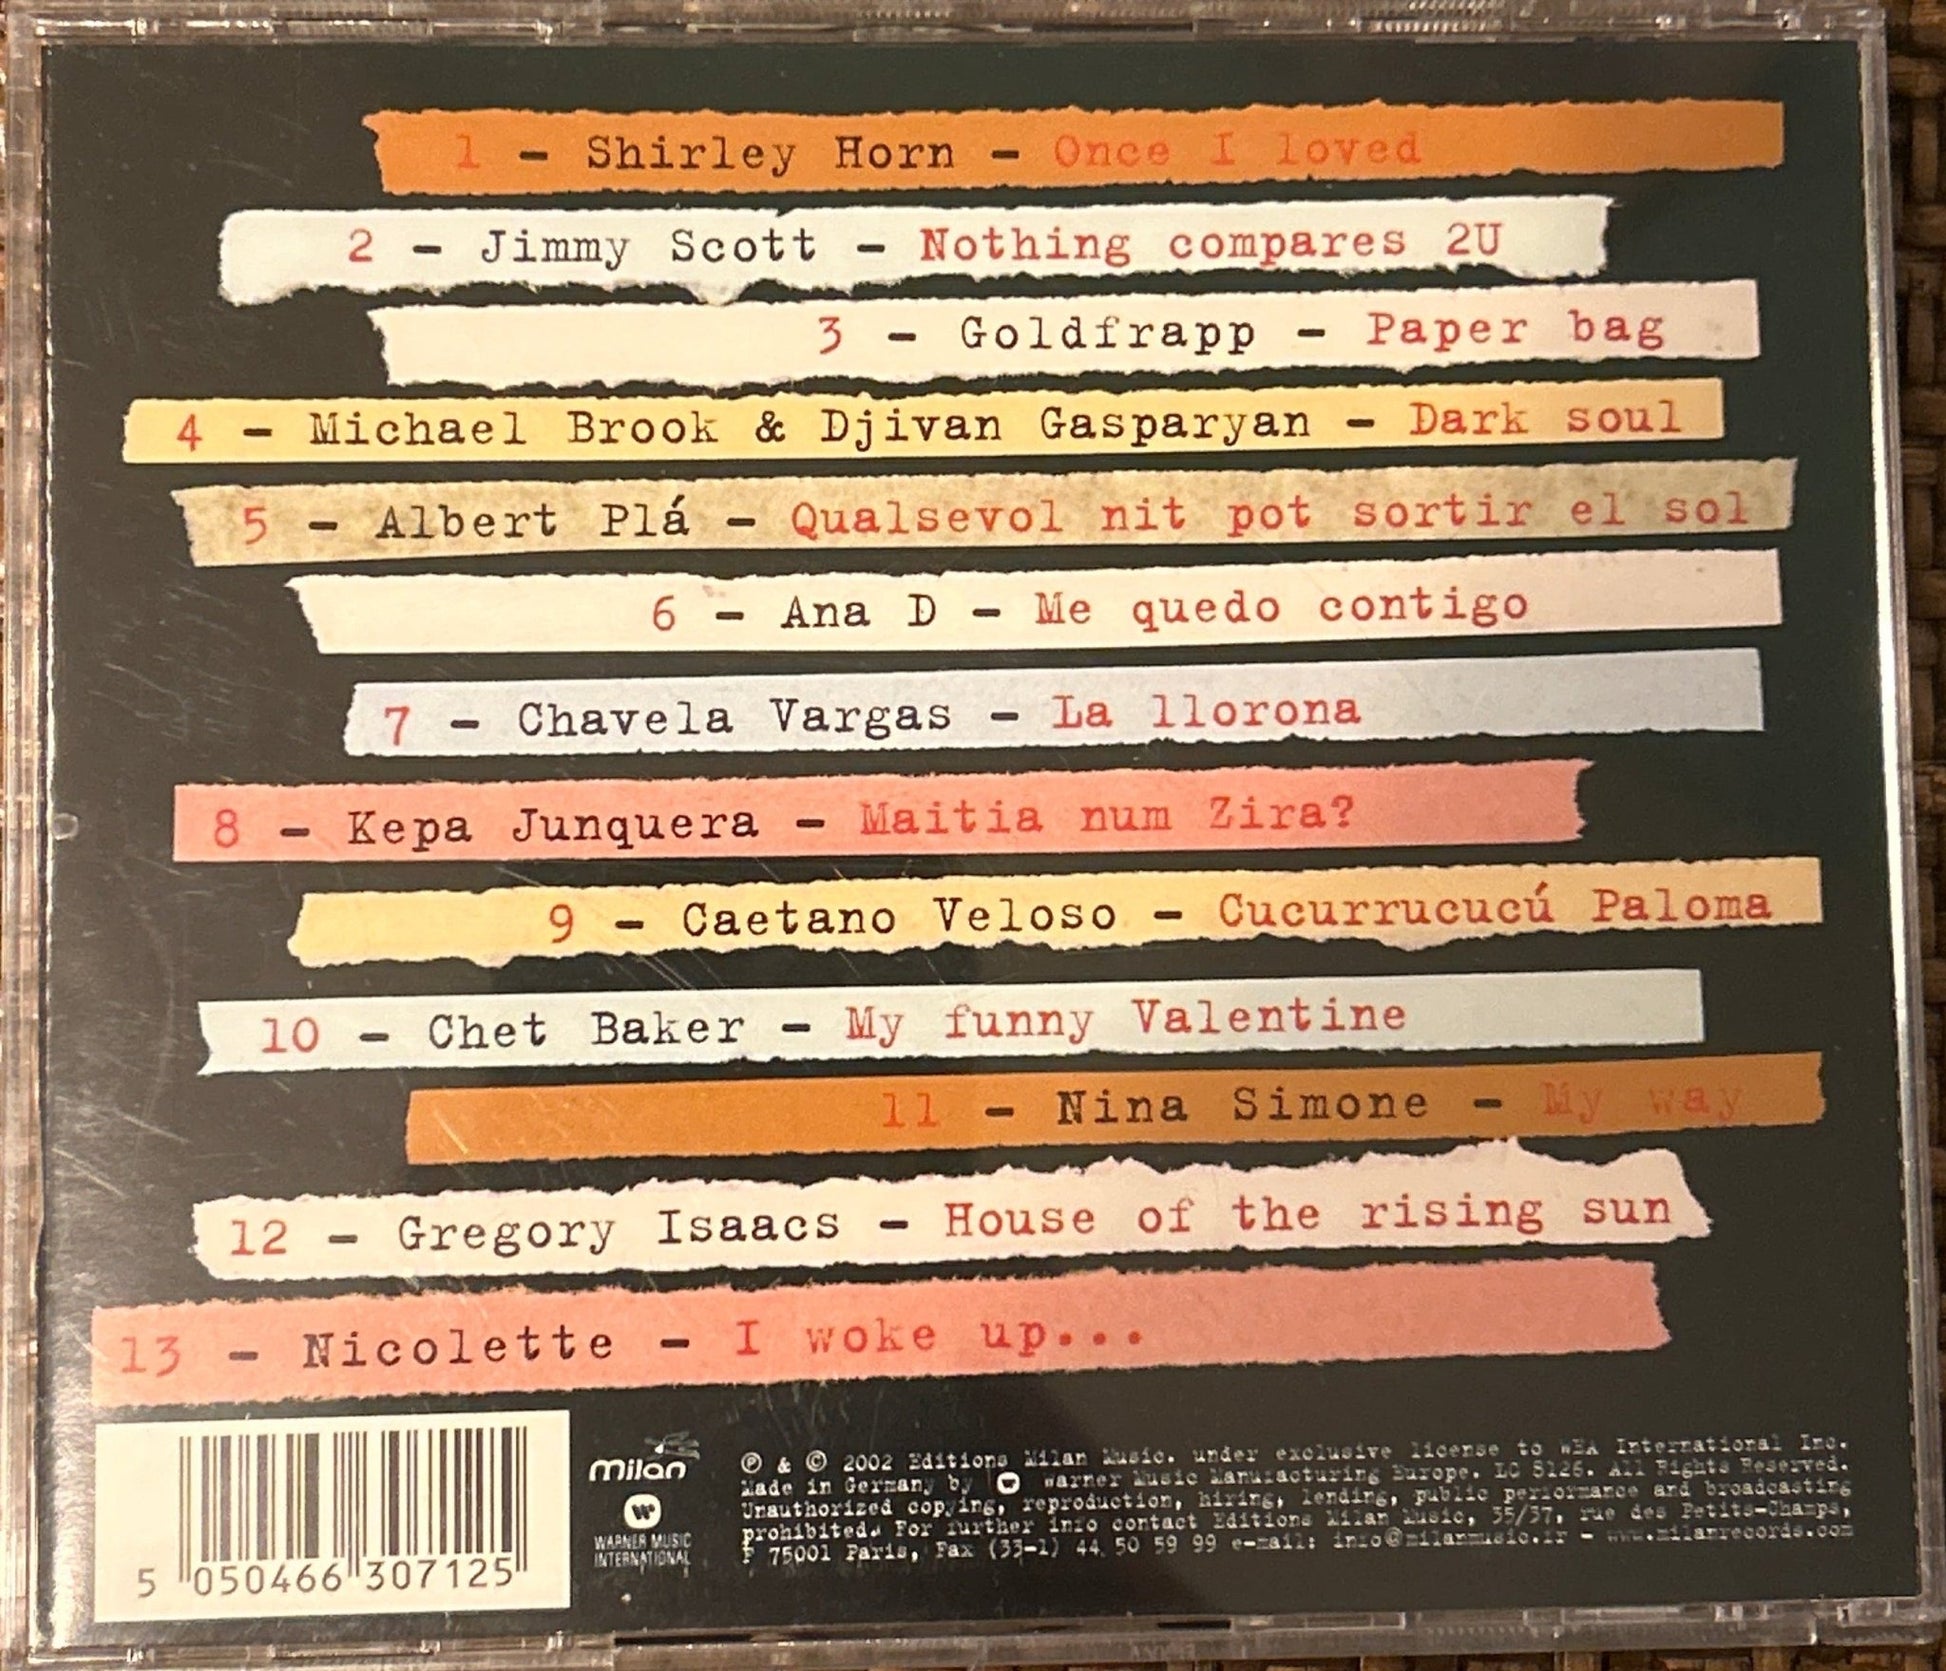 1 - Shirley Horn - Once I loved
2 - Jimmy Scott - Nothing compares 2U
3 - Goldfrapp - Paper bag
4 - Michael Brook & Djivan Gasparyan - Dark soul
5 - Albert Plá - Qualsevol nit pot sortir el sol
6 - Ana D - Me quedo contigo
7 - Chavela Vargas - La llorona
8 - Kepa Junquera - Maitia num Zira?
9 - Caetano Veloso - Cucurrucucú Paloma
10 - Chet Baker - My funny Valentine
11 - Nina Simone - My way
12 - Gregory Isaacs - House of the rising sun
13 - Nicolette - I woke up...
5 050466 307125
milan
WARNER MUSIC
INTERNATIONAL
℗ & © 2002 Editions Milan Music. under exclusive license to WEA International Inc.
Made in Germany by Warner Music Manufacturing Europe. LC 8126. All Rights Reserved.
Unauthorized copying, reproduction, hiring, lending, public performance and broadcasting
prohibited. For further info contact Editions Milan Music, 35/37, rue des Petits-Champs,
F 75001 Paris, Fax (33-1) 44 50 59 99 e-mail: info@milanmusic.fr - www.milanrecords.com